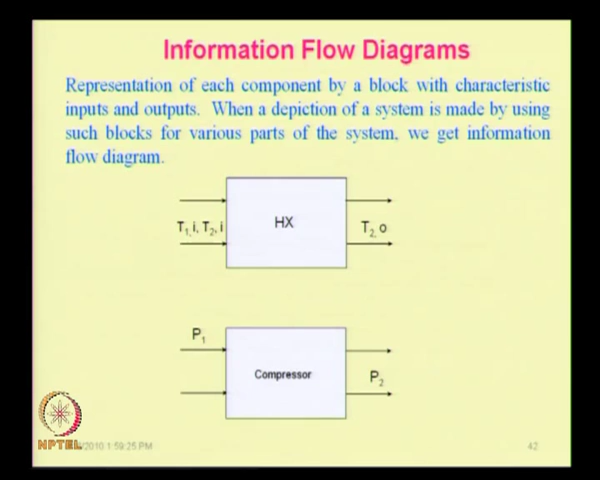 Information Flow Diagrams
Representation of each component by a block with characteristic
inputs and outputs. When a depiction of a system is made by using
such blocks for various parts of the system, we get information
flow diagram.
T1,i, T2,i HX T2,o
P1
Compressor P2
NPTEL 2010 1:59:25 PM 42